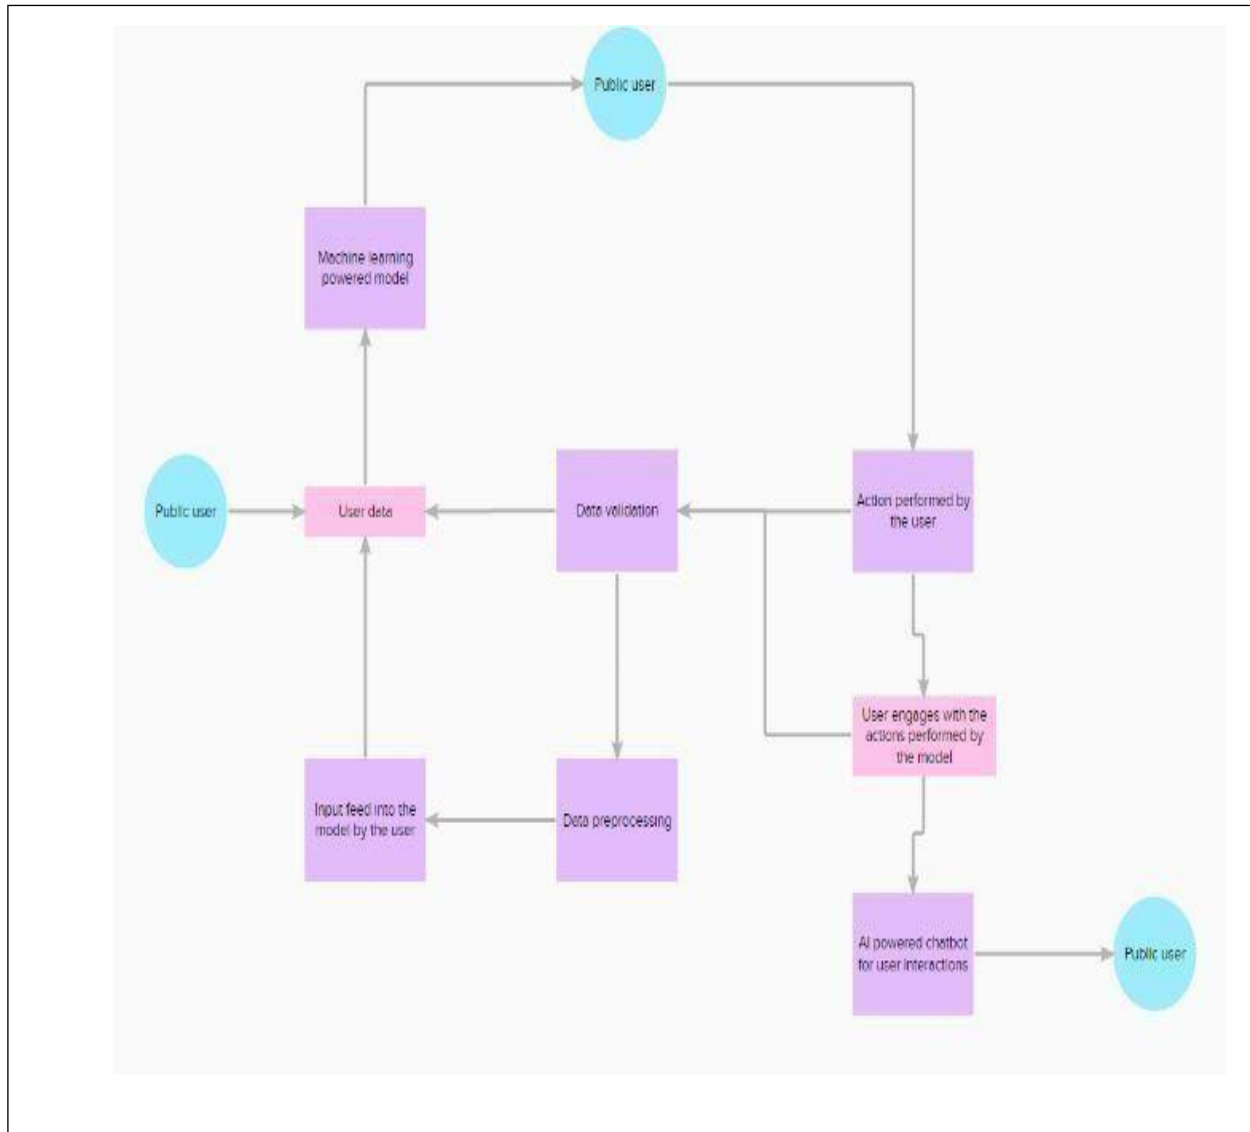 Public user
Machine learning
powered model
Public user
User data
Data validation
Action performed by
the user
User engages with the
actions performed by
the model
Input feed into the
model by the user
Data preprocessing
AI powered chatbot
for user interactions
Public user